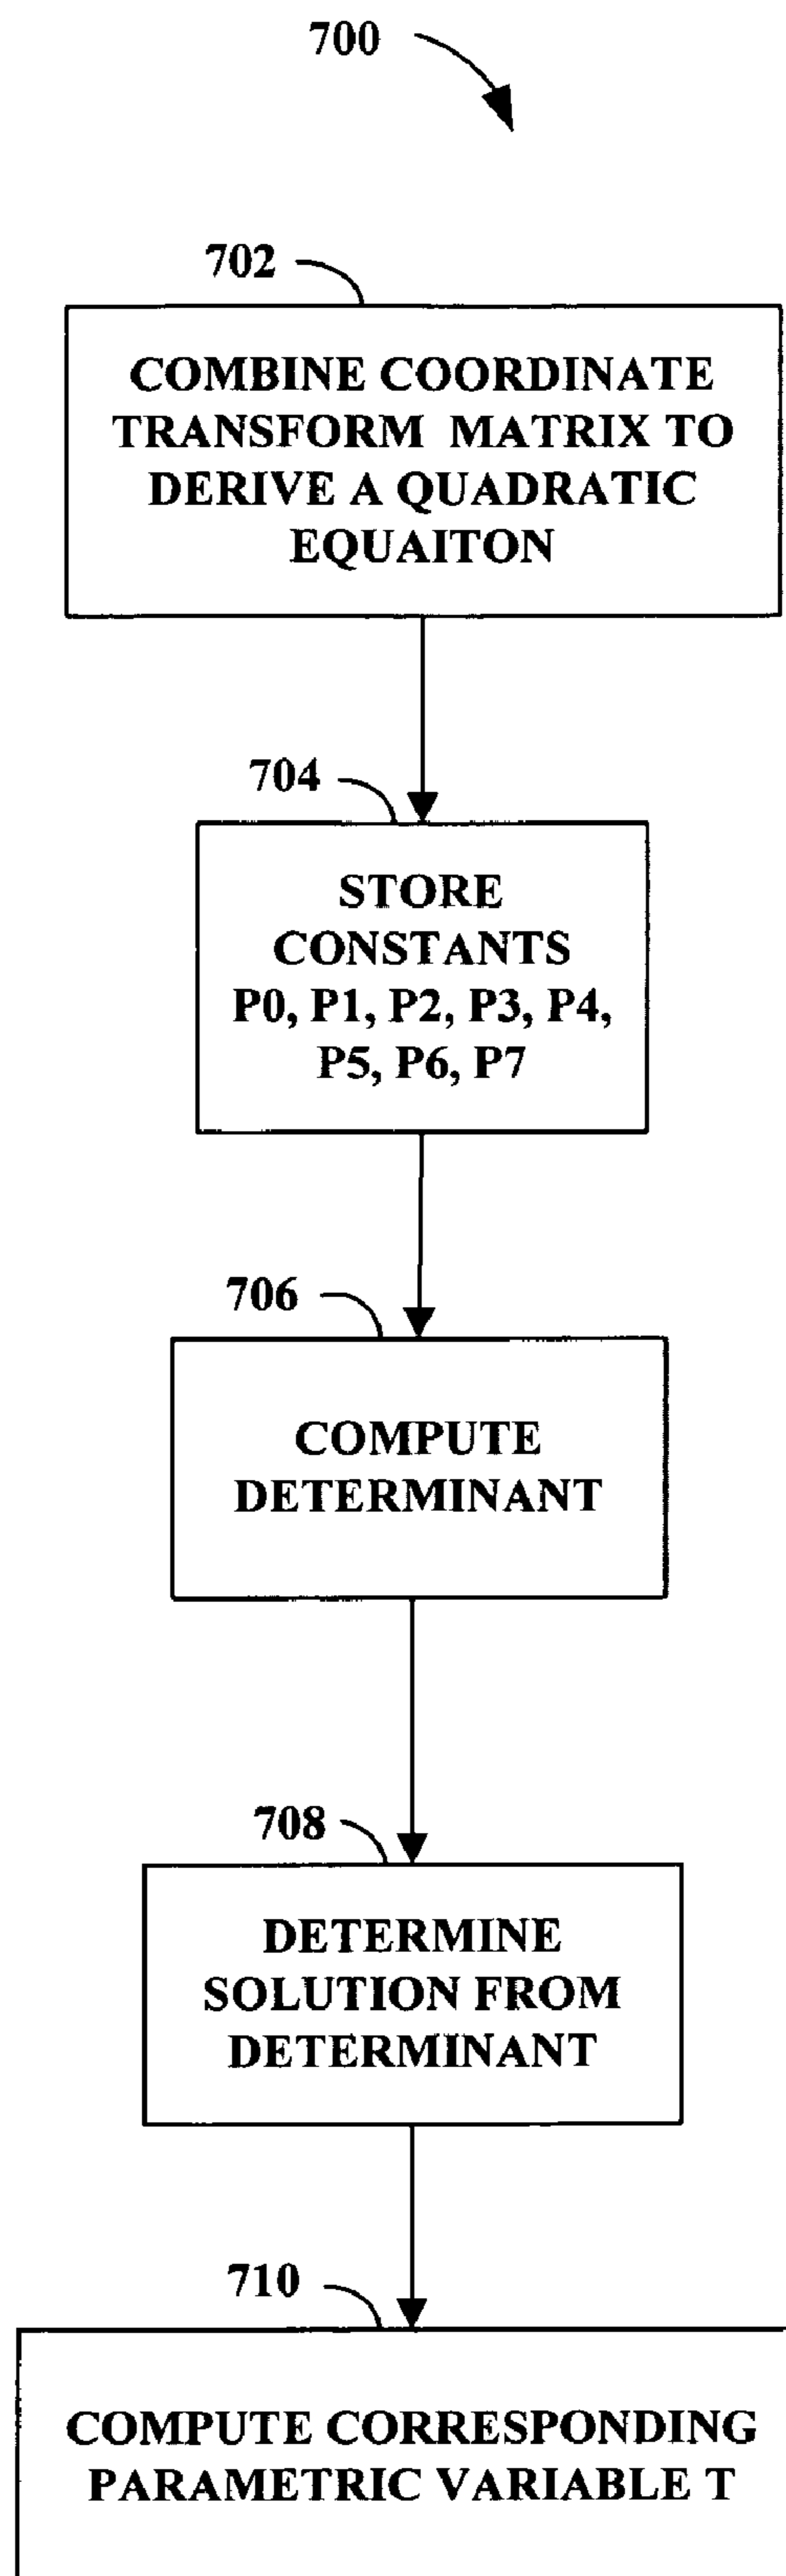 700
702
COMBINE COORDINATE
TRANSFORM MATRIX TO
DERIVE A QUADRATIC
EQUAITON
704
STORE
CONSTANTS
P0, P1, P2, P3, P4,
P5, P6, P7
706
COMPUTE
DETERMINANT
708
DETERMINE
SOLUTION FROM
DETERMINANT
710
COMPUTE CORRESPONDING
PARAMETRIC VARIABLE T